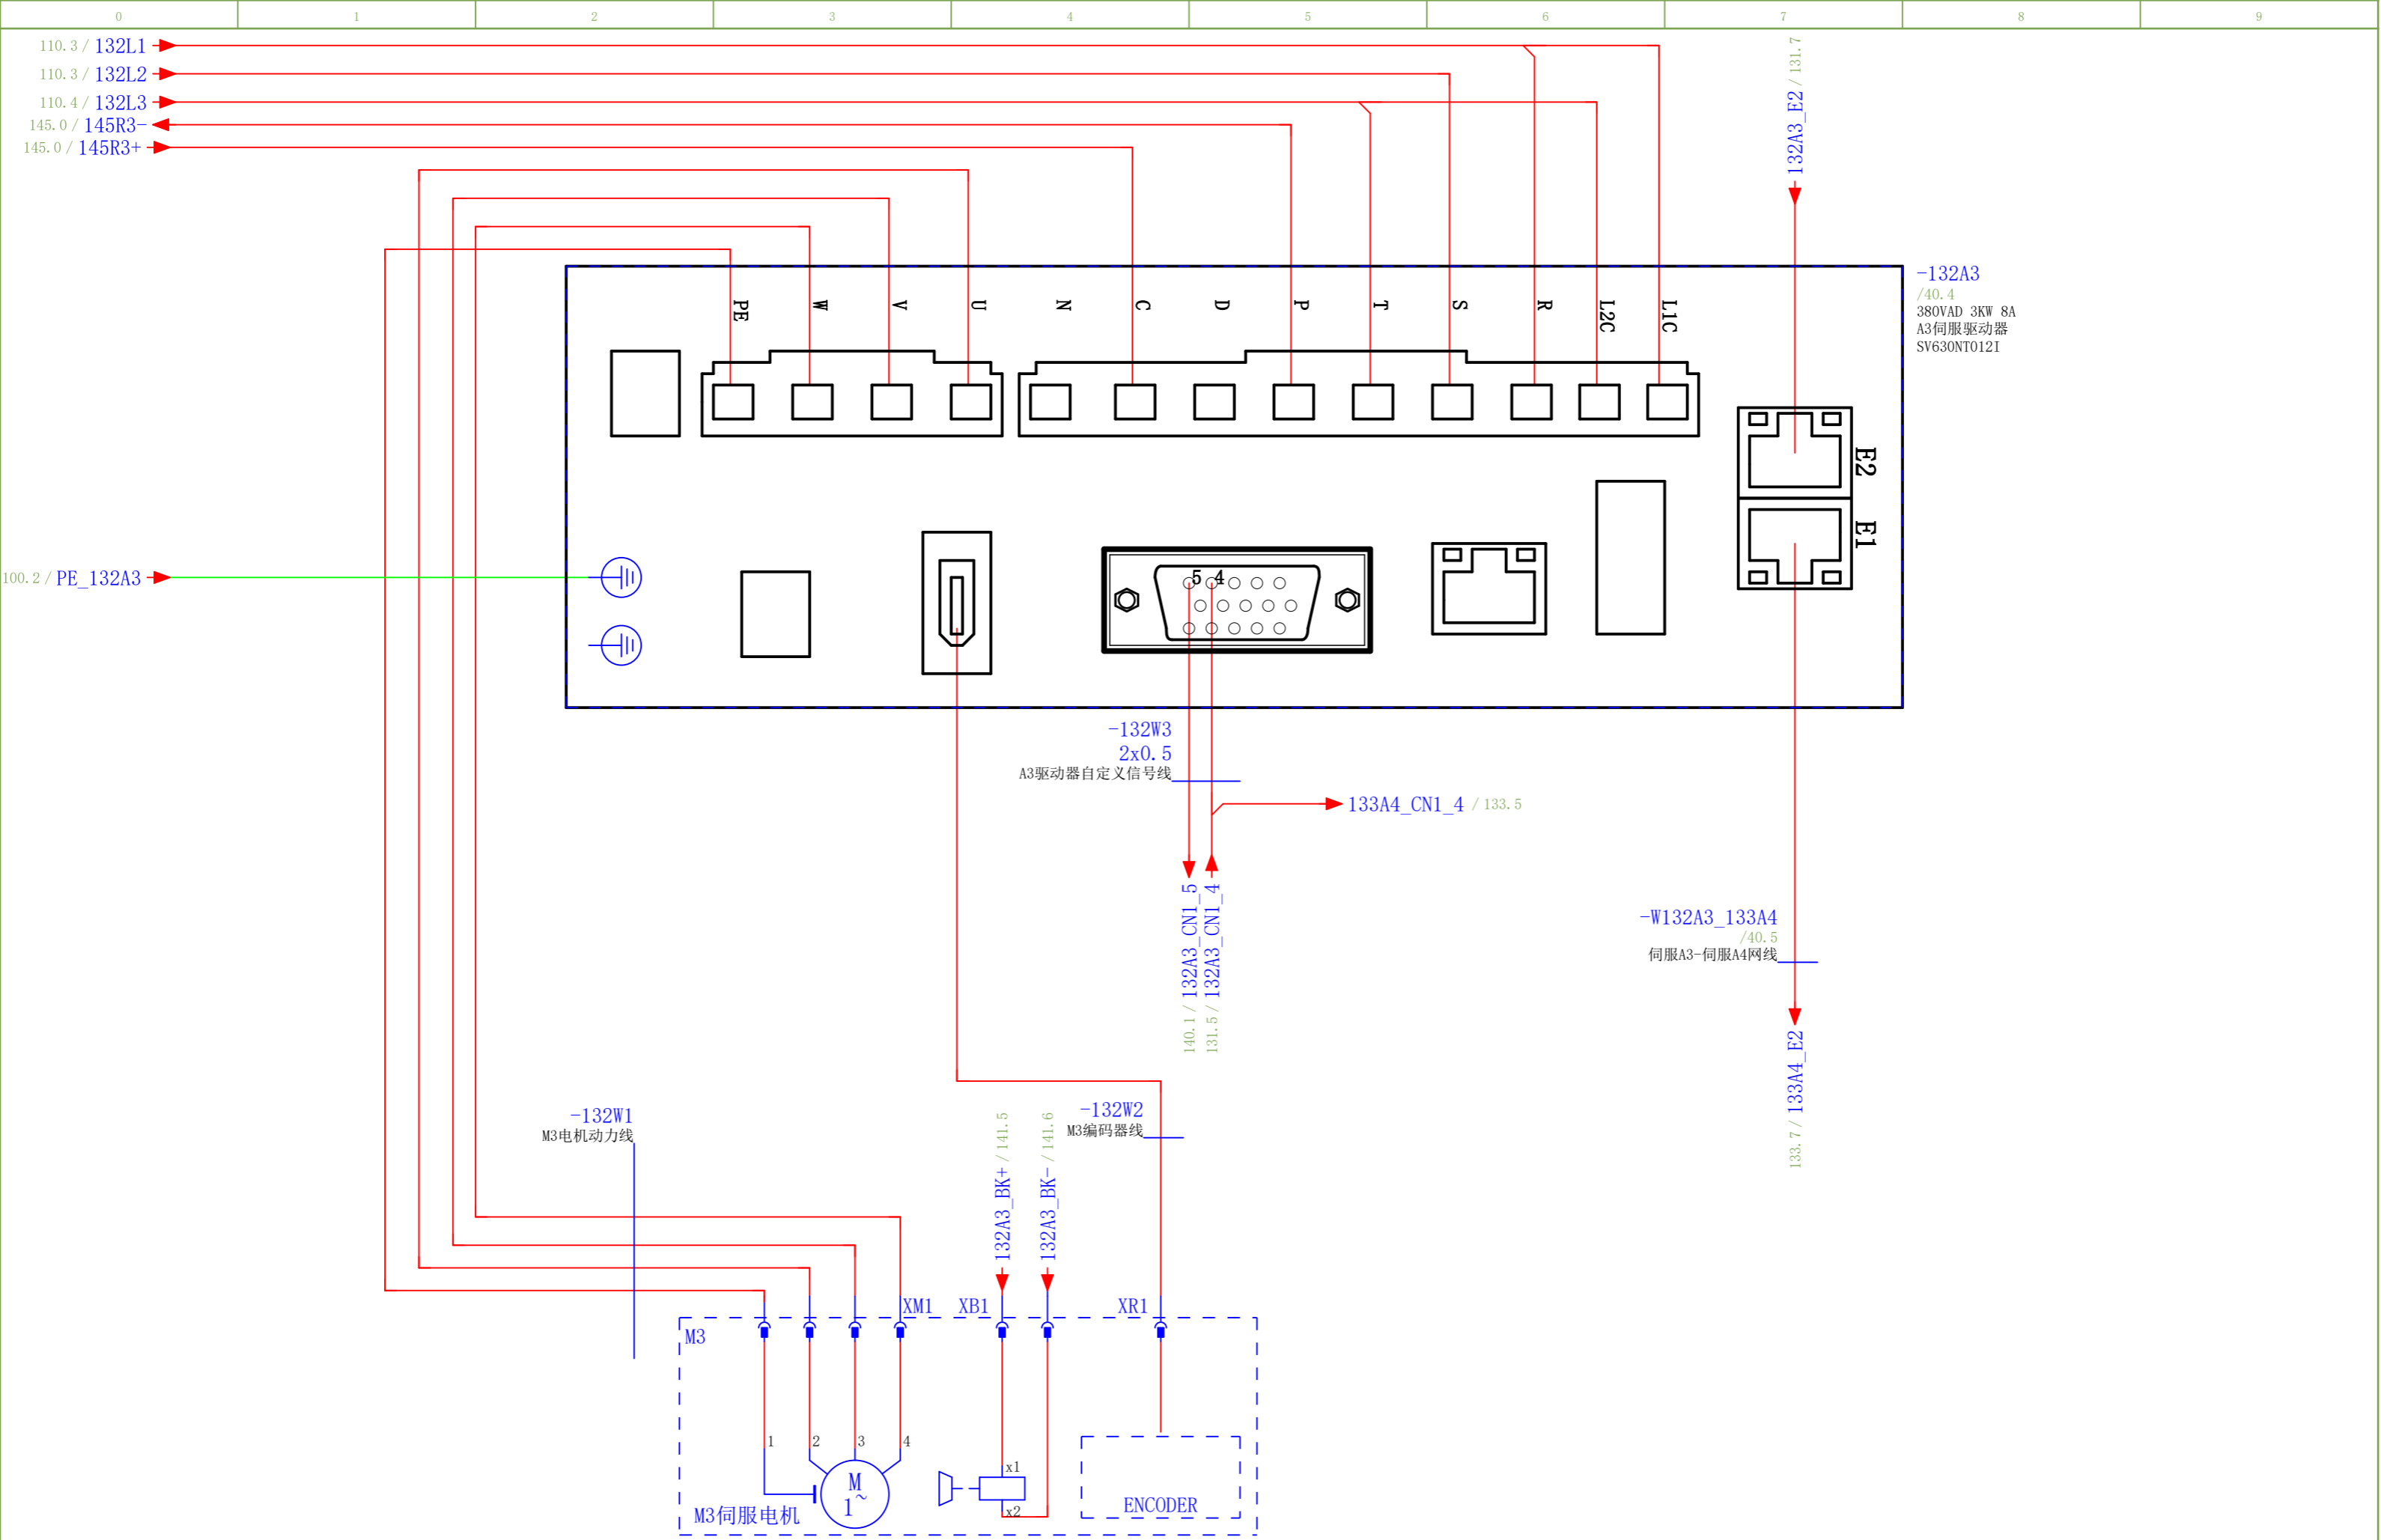 0 1 2 3 4 5 6 7 8 9
110.3 / 132L1
110.3 / 132L2
110.4 / 132L3
145.0 / 145R3-
145.0 / 145R3+
132A3_E2 / 131.7
-132A3
/40.4
380VAD 3KW 8A
A3伺服驱动器
SV630NT012I
PE W V U N C D P T S R L2C L1C
E2
E1
100.2 / PE_132A3
5 4
-132W3
2x0.5
A3驱动器自定义信号线
133A4_CN1_4 / 133.5
140.1 / 132A3_CN1_5
131.5 / 132A3_CN1_4
-W132A3_133A4
/40.5
伺服A3-伺服A4网线
133.7 / 133A4_E2
-132W1
M3电机动力线
132A3_BK+ / 141.5
132A3_BK- / 141.6
-132W2
M3编码器线
XM1 XB1 XR1
M3
1 2 3 4
M
1~
x1
x2
ENCODER
M3伺服电机